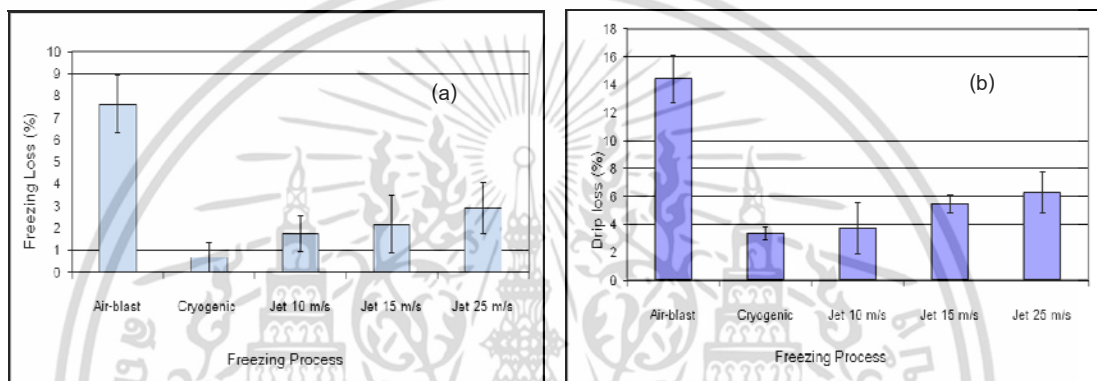 (a)
Freezing Loss (%)
10
9
8
7
6
5
4
3
2
1
0
Air-blast Cryogenic Jet 10 m/s Jet 15 m/s Jet 25 m/s
Freezing Process
(b)
Drip loss (%)
18
16
14
12
10
8
6
4
2
0
Air-blast Cryogenic Jet 10 m/s Jet 15 m/s Jet 25 m/s
Freezing Process